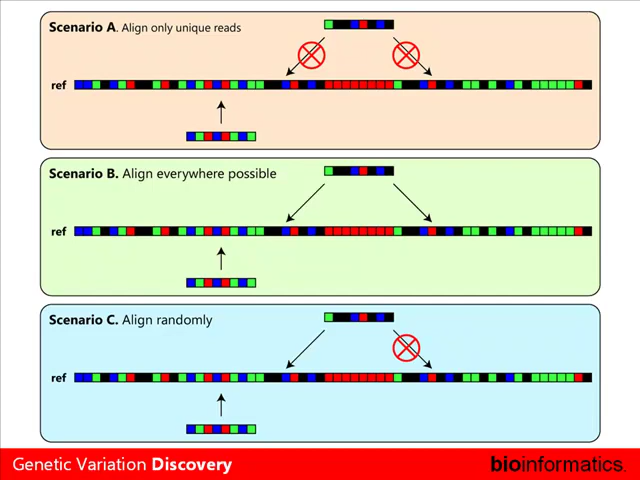 Scenario A. Align only unique reads
ref
Scenario B. Align everywhere possible
ref
Scenario C. Align randomly
ref
Genetic Variation Discovery
bioinformatics.